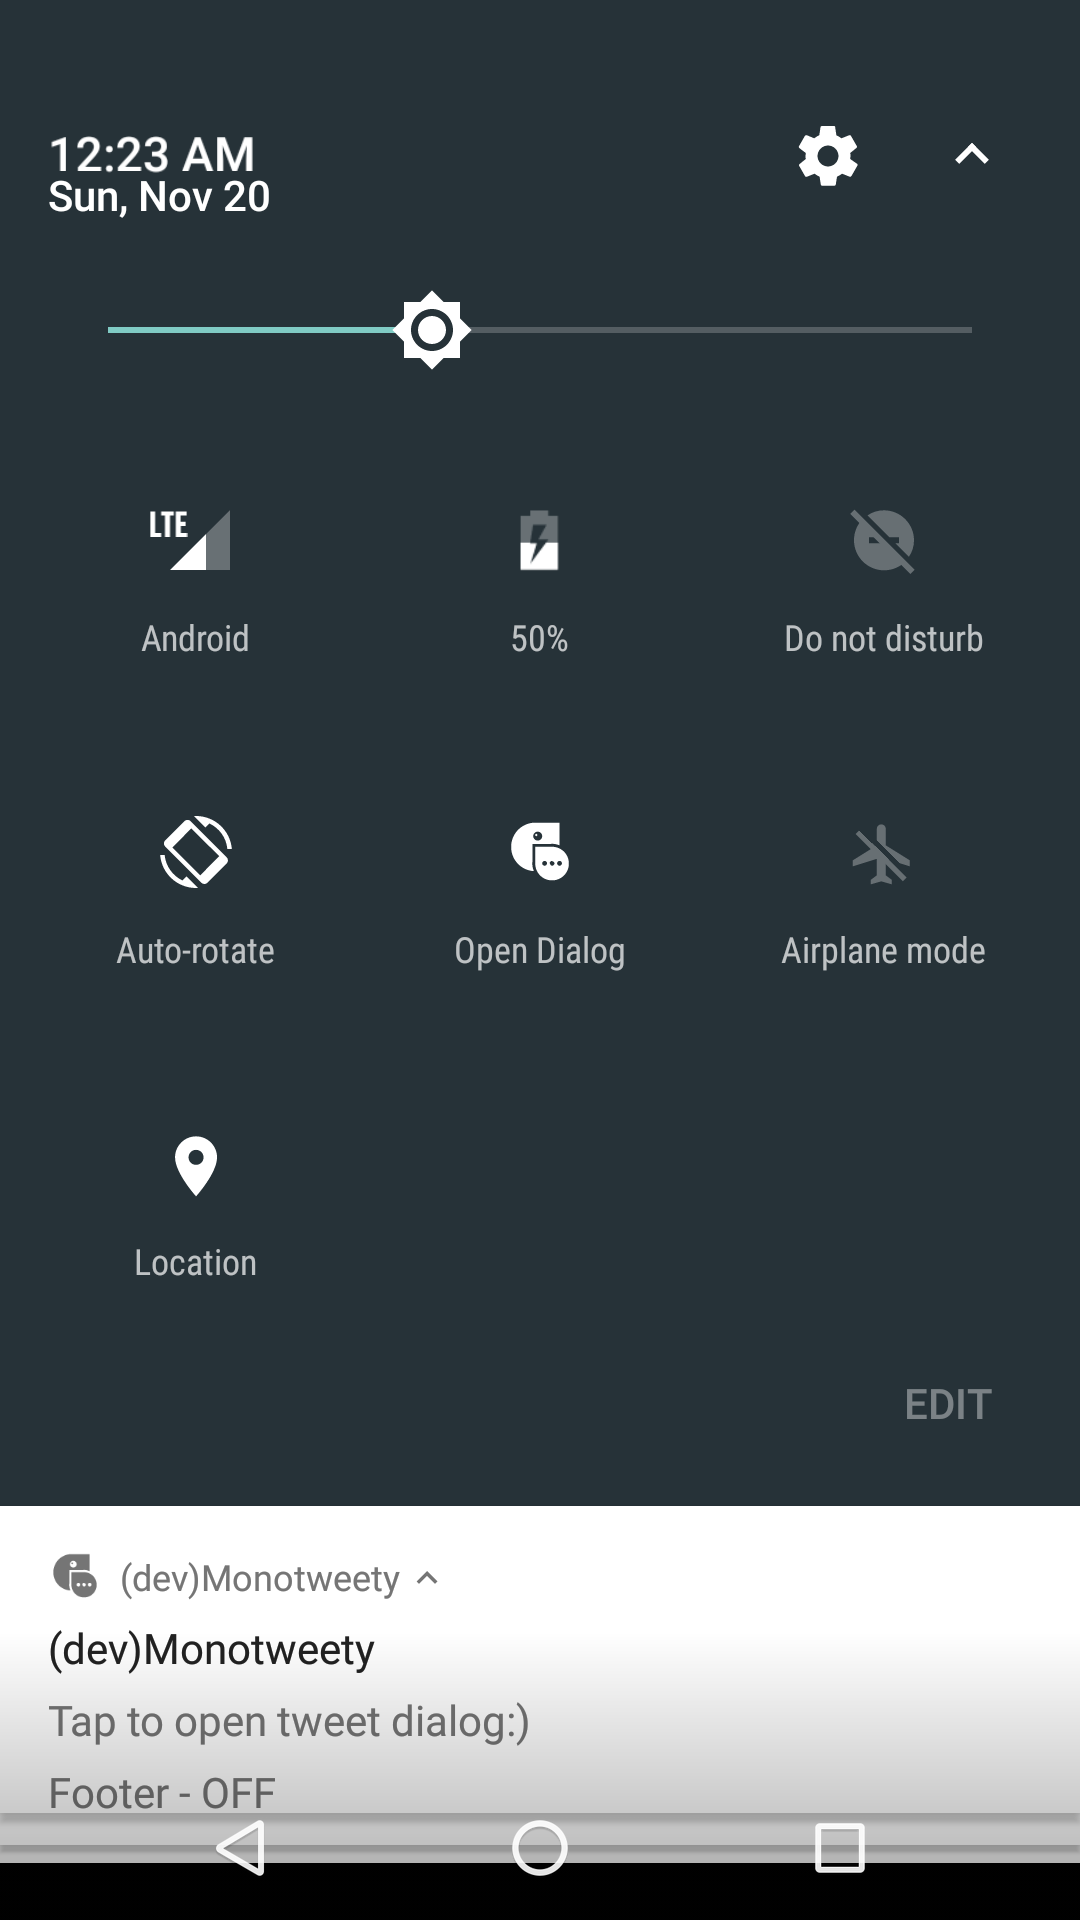 12:23 AM
Sun, Nov 20
LTE
Android
50%
Do not disturb
Auto-rotate
Open Dialog
Airplane mode
Location
EDIT
(dev)Monotweety
(dev)Monotweety
Tap to open tweet dialog:)
Footer - OFF